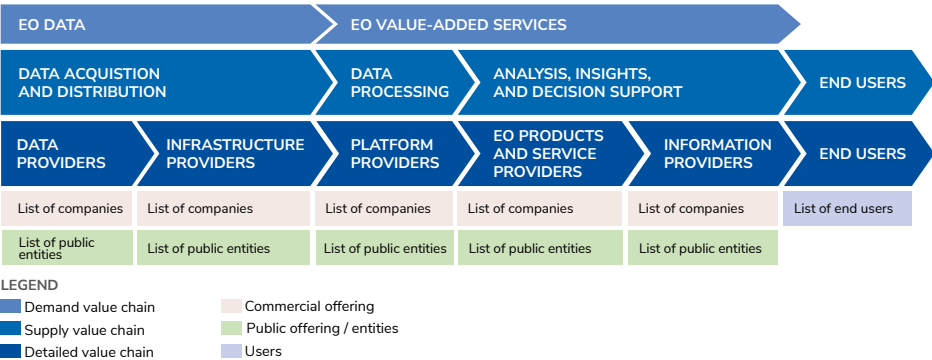 EO DATA
EO VALUE-ADDED SERVICES
DATA ACQUISTION
AND DISTRIBUTION
DATA
PROCESSING
ANALYSIS, INSIGHTS,
AND DECISION SUPPORT
END USERS
DATA
PROVIDERS
INFRASTRUCTURE
PROVIDERS
PLATFORM
PROVIDERS
EO PRODUCTS
AND SERVICE
PROVIDERS
INFORMATION
PROVIDERS
END USERS
List of companies
List of companies
List of companies
List of companies
List of companies
List of end users
List of public
entities
List of public entities
List of public entities
List of public entities
List of public entities
LEGEND
Demand value chain
Supply value chain
Detailed value chain
Commercial offering
Public offering / entities
Users